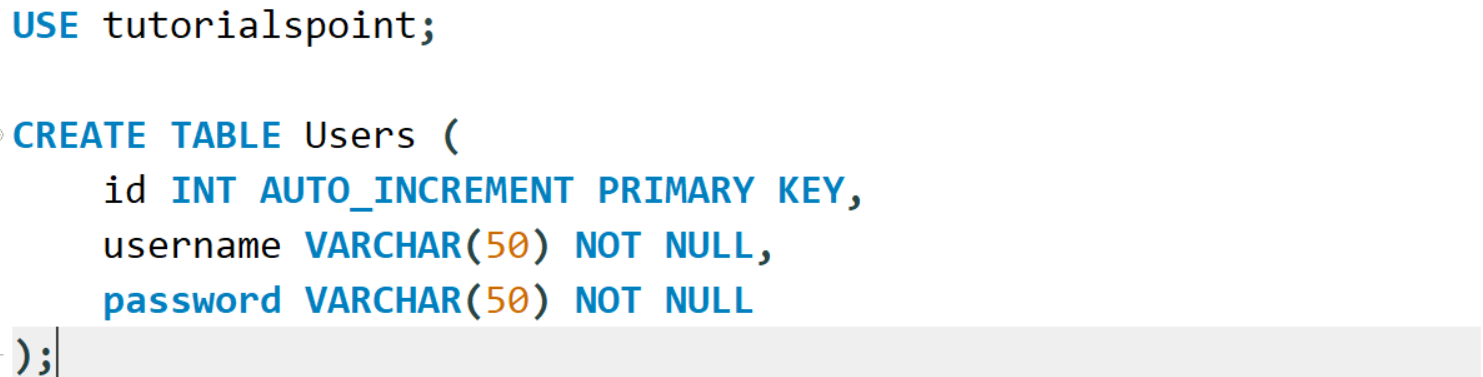 USE tutorialspoint;
CREATE TABLE Users (
id INT AUTO_INCREMENT PRIMARY KEY,
username VARCHAR(50) NOT NULL,
password VARCHAR(50) NOT NULL
);